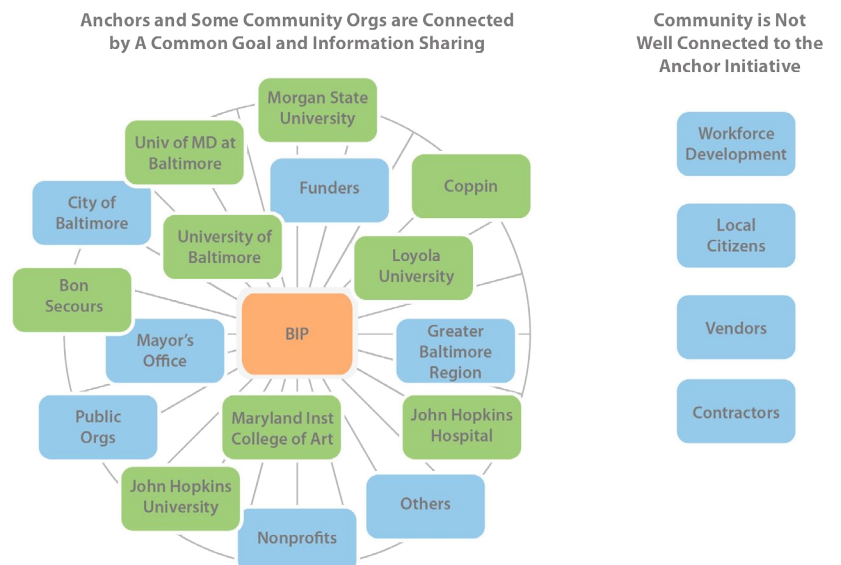 Anchors and Some Community Orgs are Connected
by A Common Goal and Information Sharing
Community is Not
Well Connected to the
Anchor Initiative
Morgan State
University
Univ of MD at
Baltimore
Funders
Coppin
City of
Baltimore
University of
Baltimore
Loyola
University
Bon
Secours
BIP
Mayor's
Office
Greater
Baltimore
Region
Public
Orgs
Maryland Inst
College of Art
John Hopkins
Hospital
John Hopkins
University
Others
Nonprofits
Workforce
Development
Local
Citizens
Vendors
Contractors